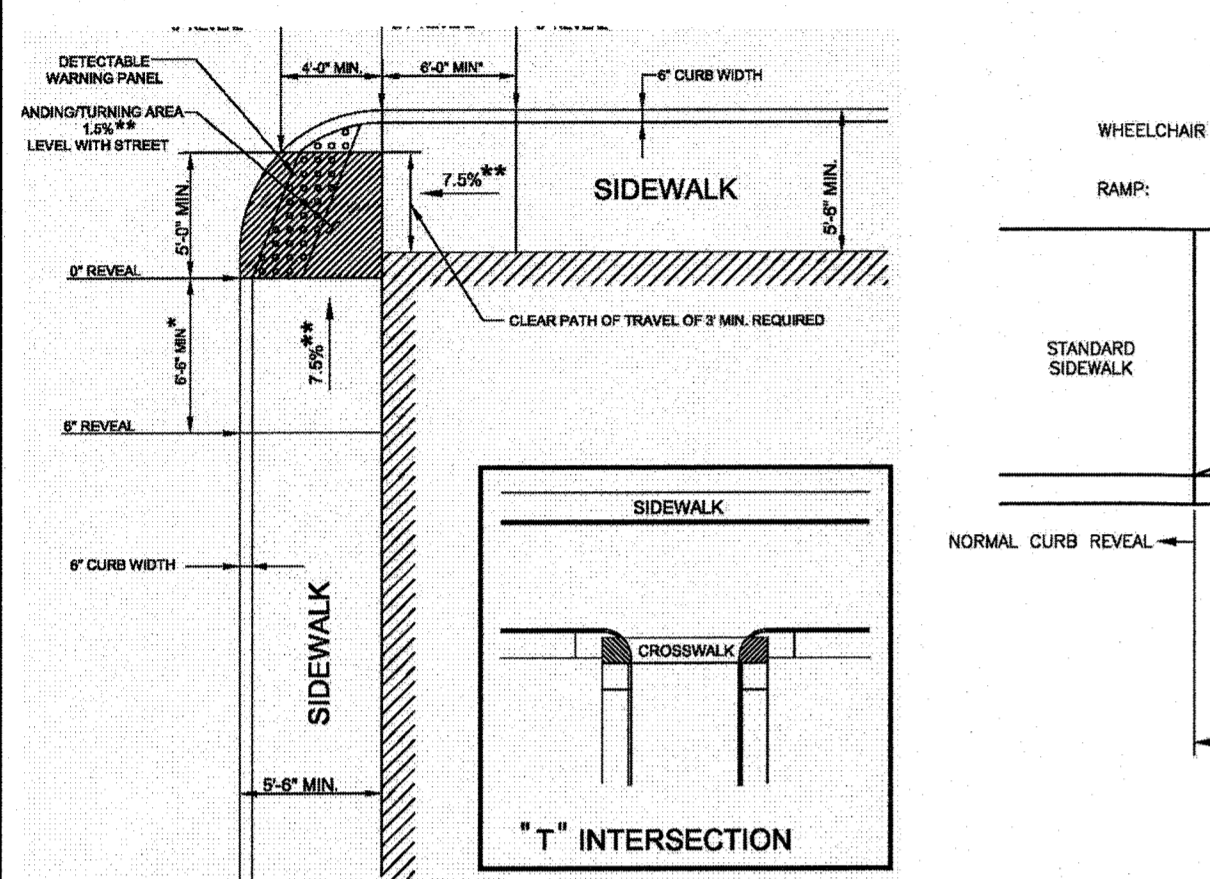 DETECTABLE
WARNING PANEL
4'-0" MIN.
6'-0" MIN*
6" CURB WIDTH
ANDING/TURNING AREA
1.5%**
LEVEL WITH STREET
7.5%**
SIDEWALK
5'-6" MIN.
5'-0" MIN.
0" REVEAL
CLEAR PATH OF TRAVEL OF 3' MIN. REQUIRED
6'-6" MIN*
7.5%**
6" REVEAL
6" CURB WIDTH
SIDEWALK
5'-6" MIN.
SIDEWALK
CROSSWALK
"T" INTERSECTION
WHEELCHAIR
RAMP:
STANDARD
SIDEWALK
NORMAL CURB REVEAL